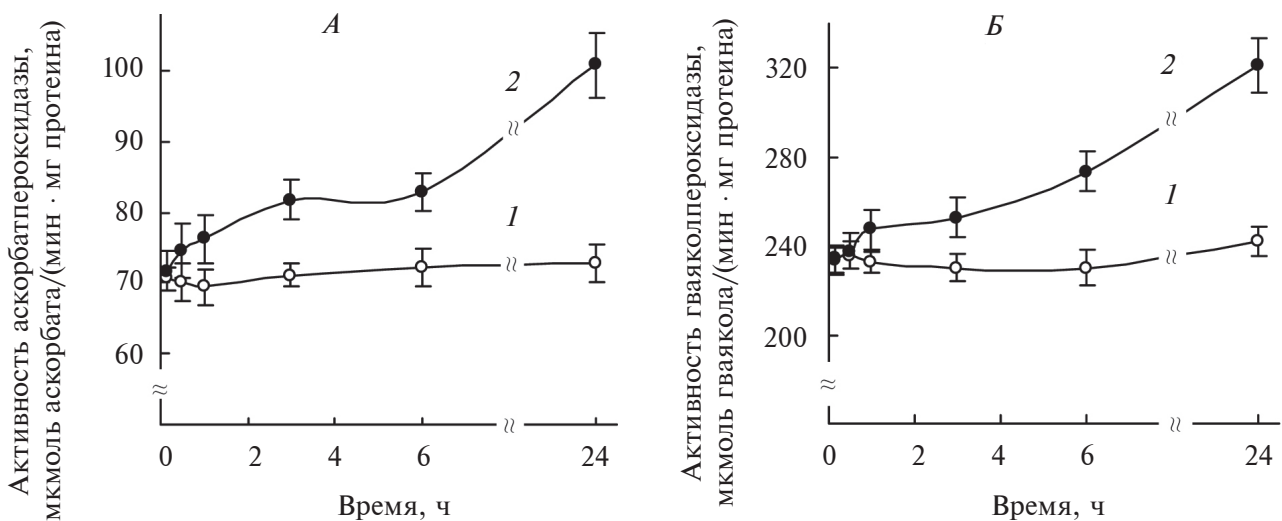 Активность аскорбатпероксидазы,
мкмоль аскорбата/(мин · мг протеина)
А
100
90
80
70
60
2
1
≈
≈
≈
≈
0 2 4 6 24
Время, ч
Активность гваяколпероксидазы,
мкмоль гваякола/(мин · мг протеина)
Б
320
280
240
200
2
1
≈
≈
≈
≈
0 2 4 6 24
Время, ч